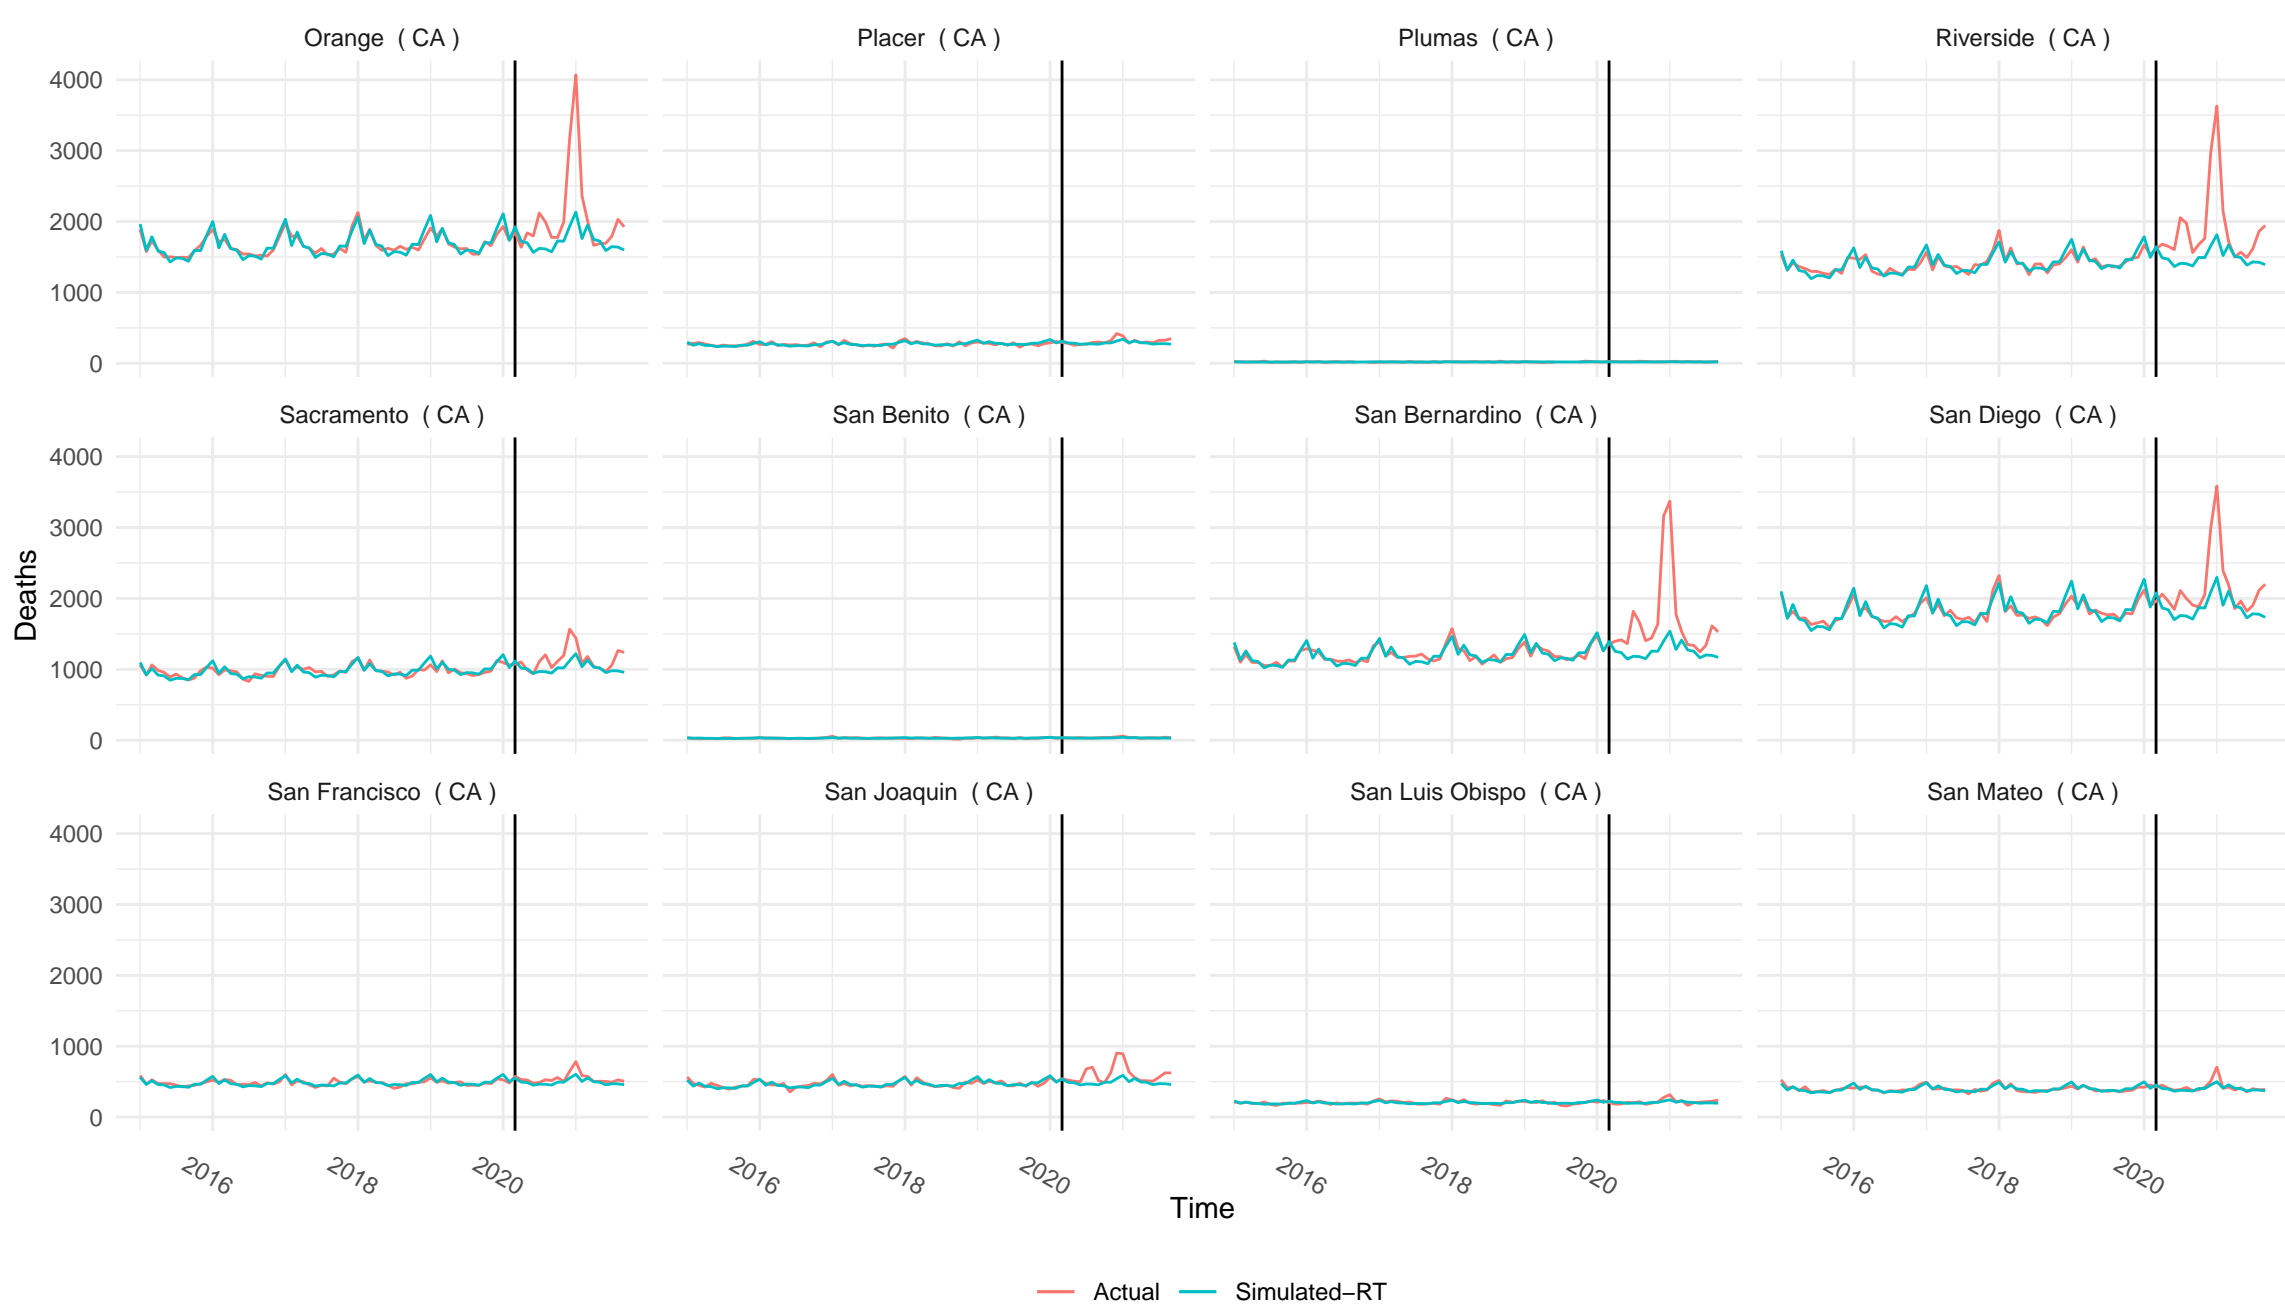 Orange ( CA )
Placer ( CA )
Plumas ( CA )
Riverside ( CA )
4000
3000
2000
1000
0
Sacramento ( CA )
San Benito ( CA )
San Bernardino ( CA )
San Diego ( CA )
4000
3000
2000
1000
0
Deaths
San Francisco ( CA )
San Joaquin ( CA )
San Luis Obispo ( CA )
San Mateo ( CA )
4000
3000
2000
1000
0
2016
2018
2020
2016
2018
2020
2016
2018
2020
2016
2018
2020
Time
Actual
Simulated−RT